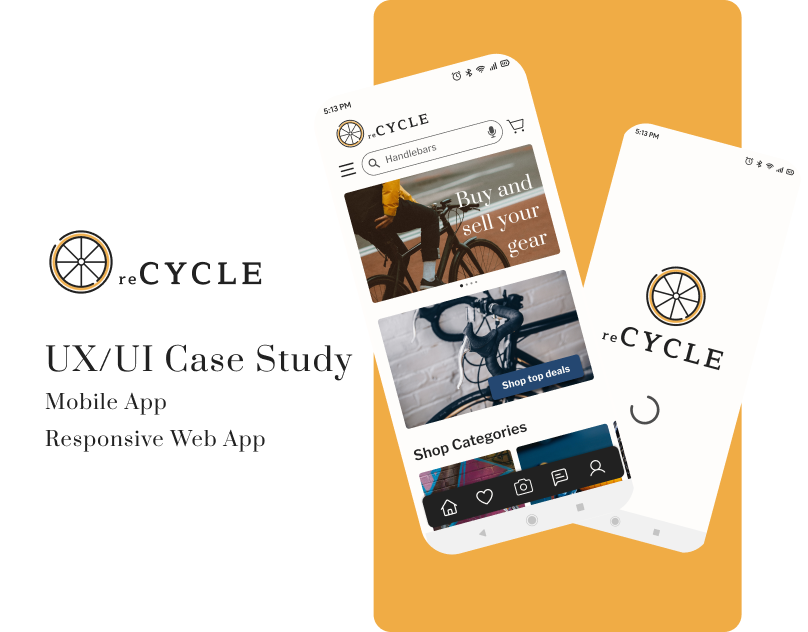 reCYCLE
UX/UI Case Study
Mobile App
Responsive Web App
5:13 PM
reCYCLE
Handlebars
Buy and
sell your
gear
Shop top deals
Shop Categories
5:13 PM
reCYCLE